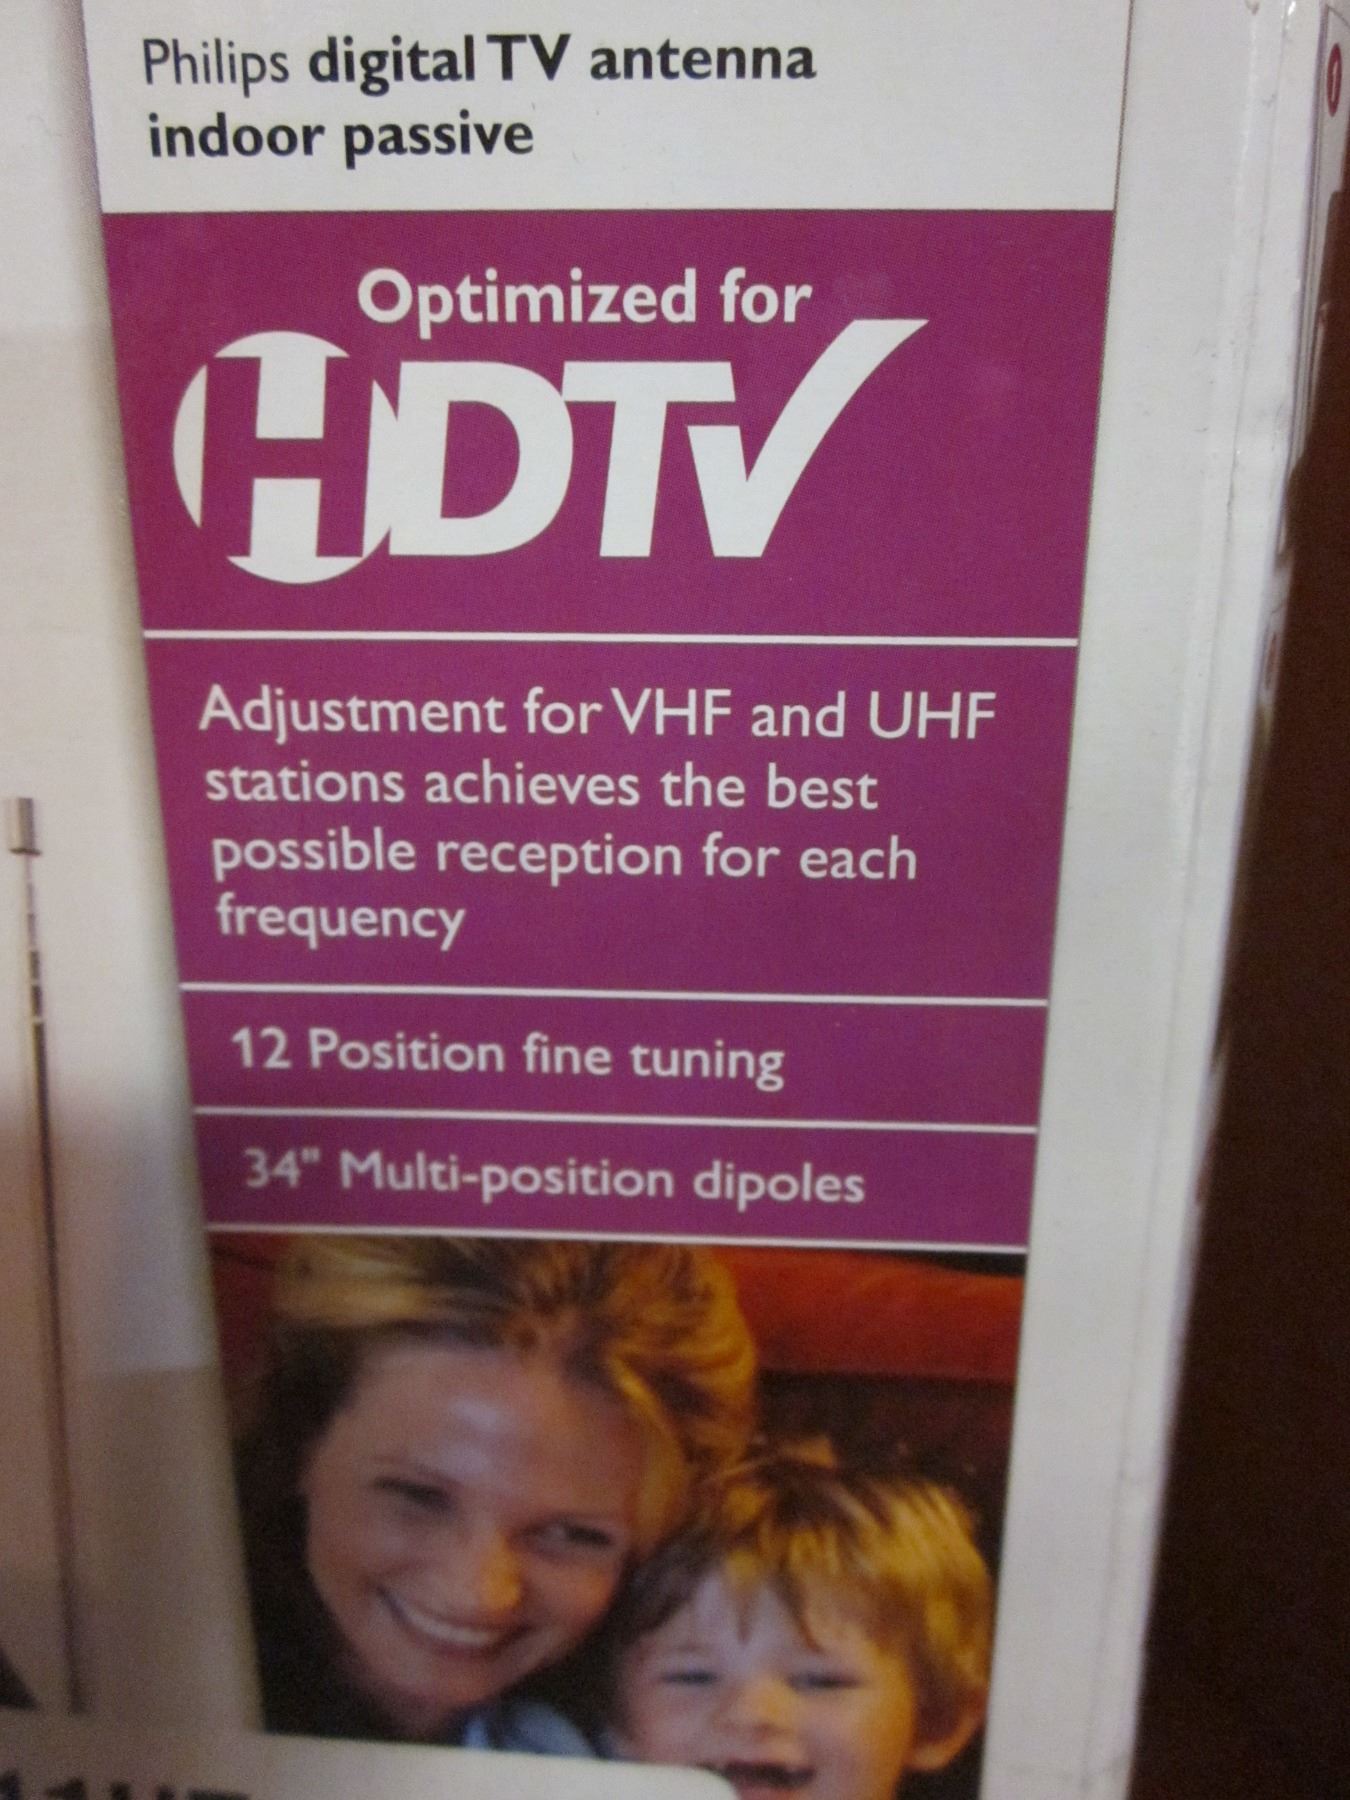 Philips digital TV antenna
indoor passive
Optimized for
HDTV
Adjustment for VHF and UHF
stations achieves the best
possible reception for each
frequency
12 Position fine tuning
34" Multi-position dipoles